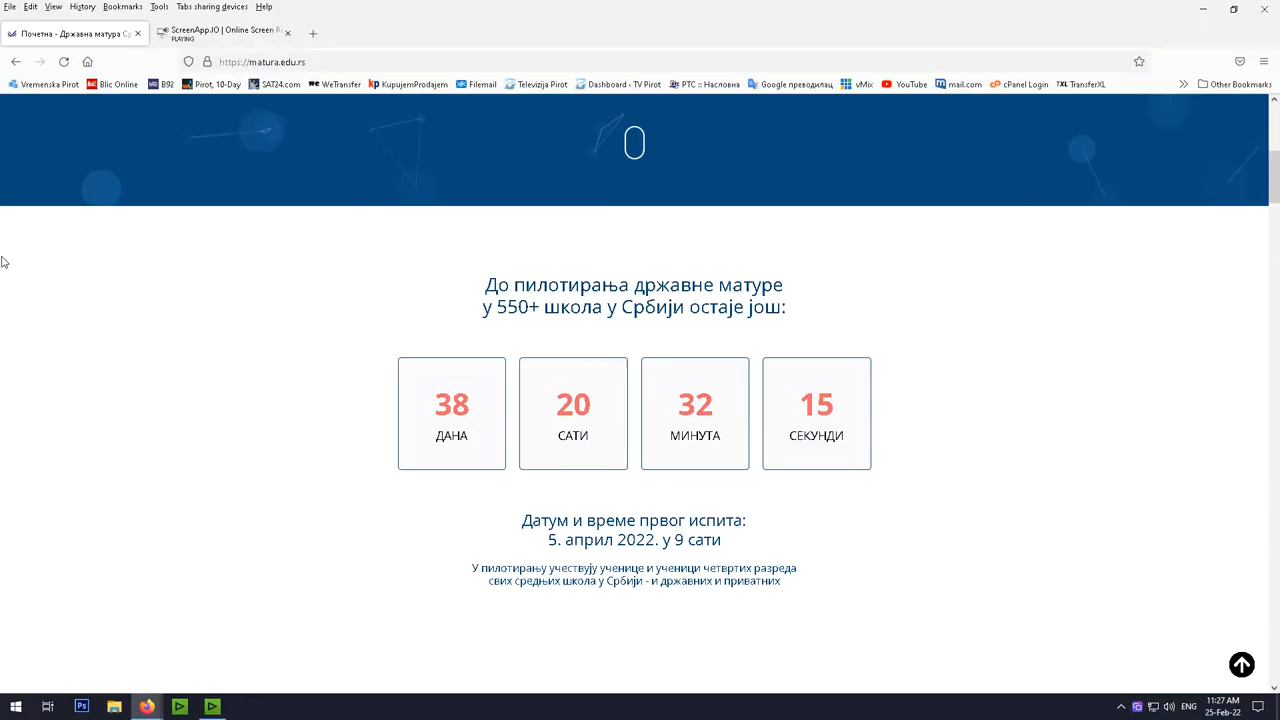 File Edit View History Bookmarks Tools Tabs sharing devices Help
Почетна - Државна матура Ср
ScreenApp.IO | Online Screen R
PLAYING
https://matura.edu.rs
Vremenska Pirot Blic Online B92 Pirot, 10-Day SAT24.com WeTransfer KupujemProdajem Filemail Televizija Pirot Dashboard ‹ TV Pirot РТС :: Насловна Google преводилац vMix YouTube mail.com cPanel Login TXL TransferXL Other Bookmarks
До пилотирања државне матуре
у 550+ школа у Србији остаје још:
38 20 32 15
ДАНА САТИ МИНУТА СЕКУНДИ
Датум и време првог испита:
5. април 2022. у 9 сати
У пилотирању учествују ученице и ученици четвртих разреда
свих средњих школа у Србији - и државних и приватних
Ps
ENG
11:27 AM
25-Feb-22